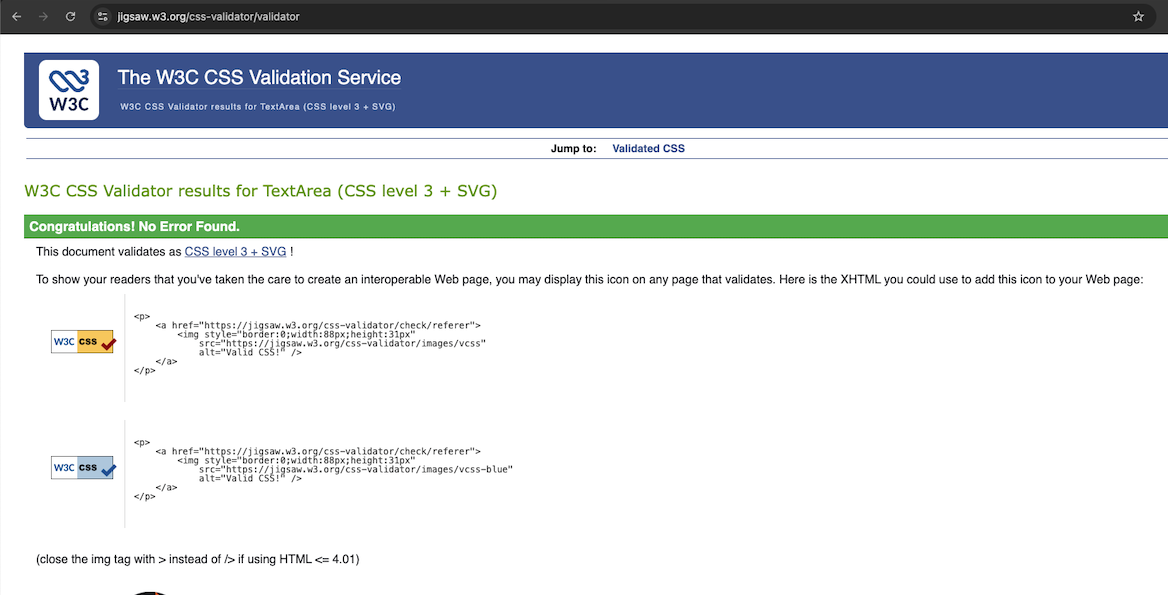 jigsaw.w3.org/css-validator/validator
W3C
The W3C CSS Validation Service
W3C CSS Validator results for TextArea (CSS level 3 + SVG)
Jump to: Validated CSS
W3C CSS Validator results for TextArea (CSS level 3 + SVG)
Congratulations! No Error Found.
This document validates as CSS level 3 + SVG !
To show your readers that you've taken the care to create an interoperable Web page, you may display this icon on any page that validates. Here is the XHTML you could use to add this icon to your Web page:
W3C css
<p>
    <a href="https://jigsaw.w3.org/css-validator/check/referer">
        <img style="border:0;width:88px;height:31px"
            src="https://jigsaw.w3.org/css-validator/images/vcss"
            alt="Valid CSS!" />
    </a>
</p>
W3C css
<p>
    <a href="https://jigsaw.w3.org/css-validator/check/referer">
        <img style="border:0;width:88px;height:31px"
            src="https://jigsaw.w3.org/css-validator/images/vcss-blue"
            alt="Valid CSS!" />
    </a>
</p>
(close the img tag with > instead of /> if using HTML <= 4.01)